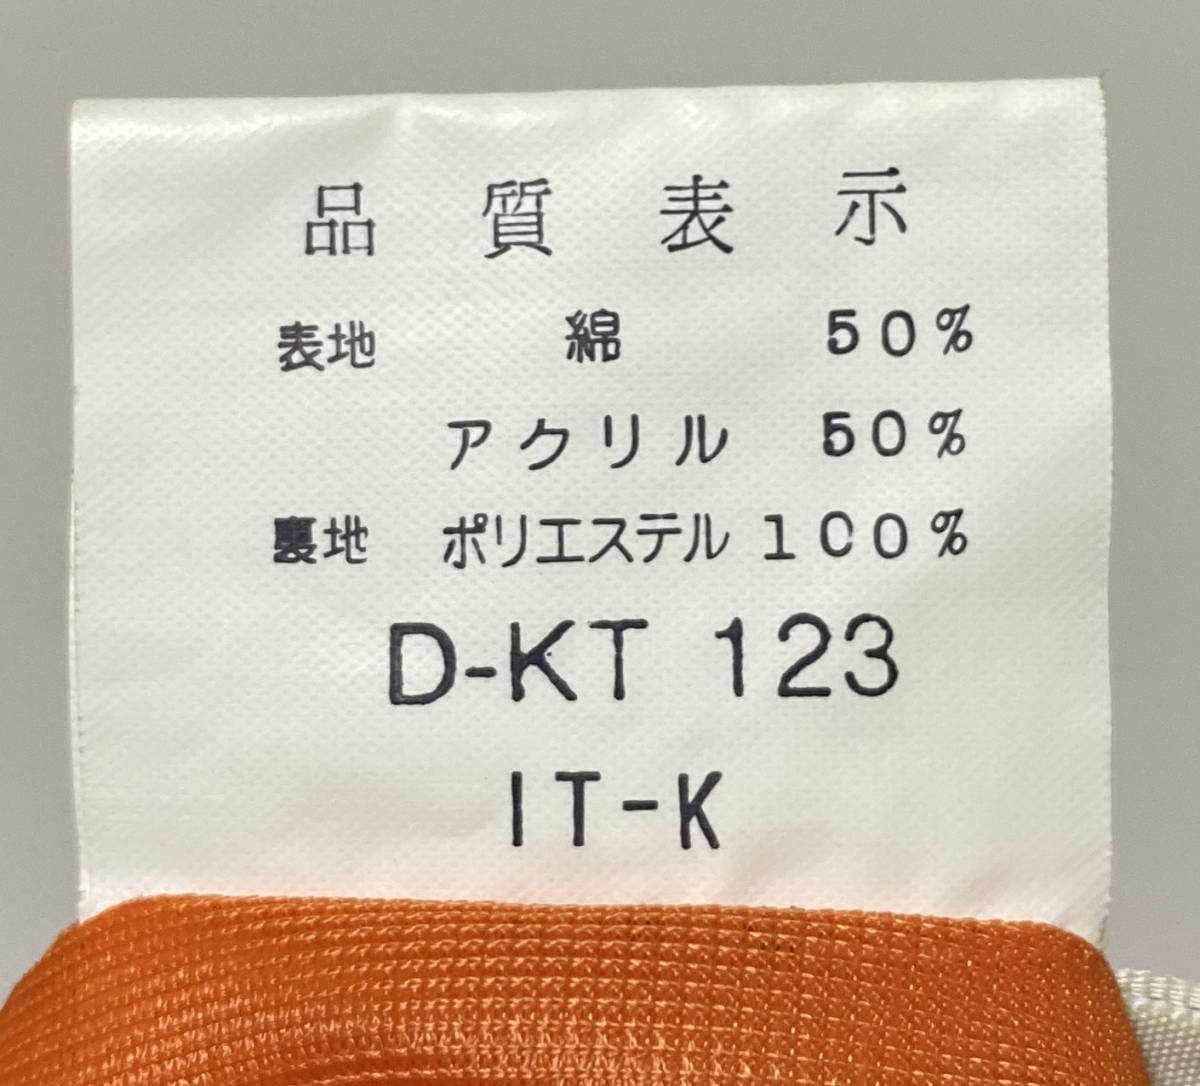 品質表示
表地 綿 50%
アクリル 50%
裏地 ポリエステル 100%
D-KT 123
IT-K